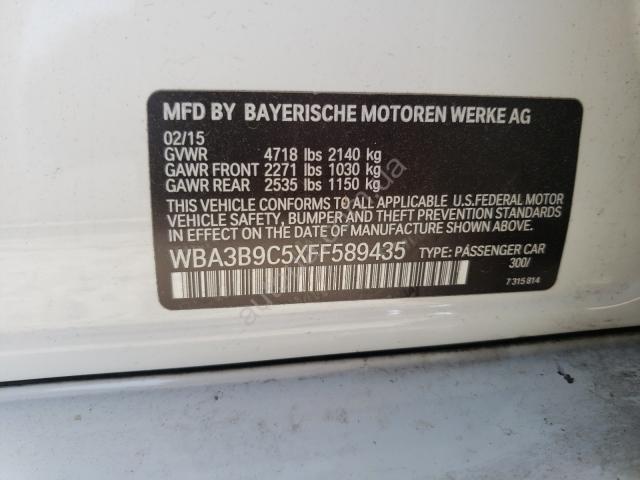 MFD BY BAYERISCHE MOTOREN WERKE AG
02/15
GVWR 4718 lbs 2140 kg
GAWR FRONT 2271 lbs 1030 kg
GAWR REAR 2535 lbs 1150 kg
THIS VEHICLE CONFORMS TO ALL APPLICABLE U.S. FEDERAL MOTOR
VEHICLE SAFETY, BUMPER AND THEFT PREVENTION STANDARDS
IN EFFECT ON THE DATE OF MANUFACTURE SHOWN ABOVE.
WBA3B9C5XFF589435 TYPE: PASSENGER CAR
300/
7 315 814